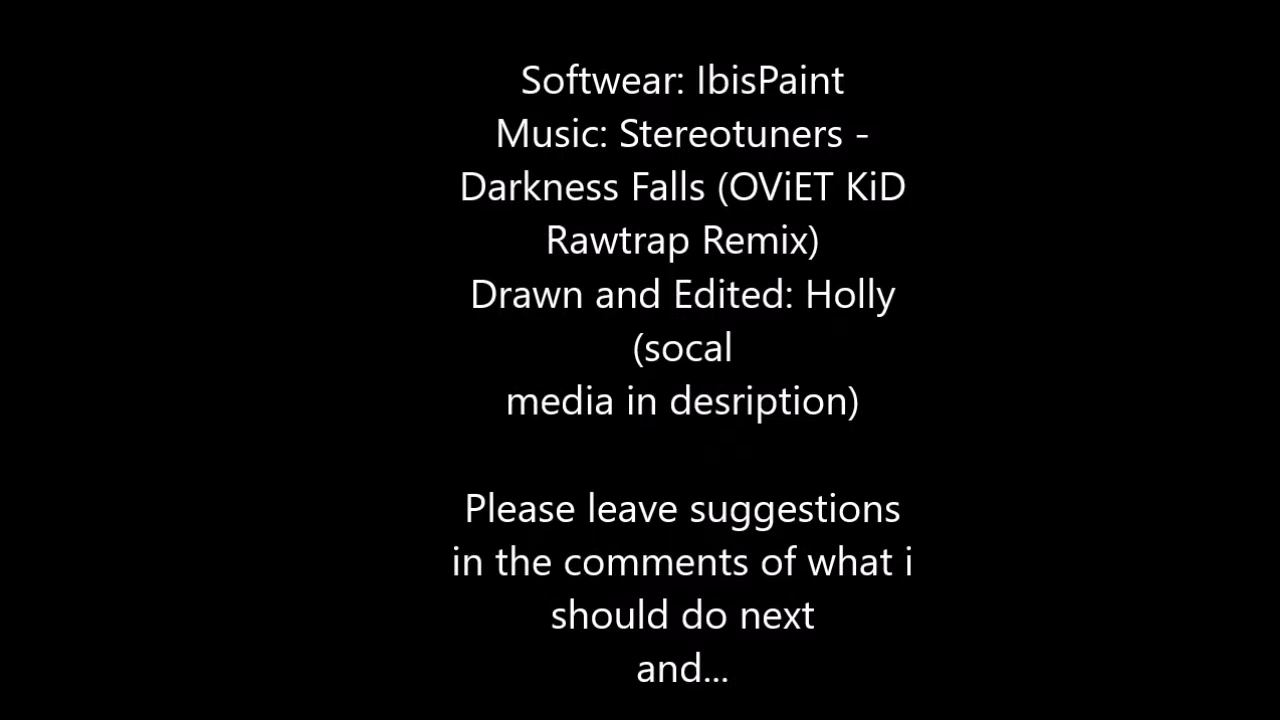 Softwear: IbisPaint
Music: Stereotuners -
Darkness Falls (OViET KiD
Rawtrap Remix)
Drawn and Edited: Holly
(socal
media in desription)
Please leave suggestions
in the comments of what i
should do next
and...